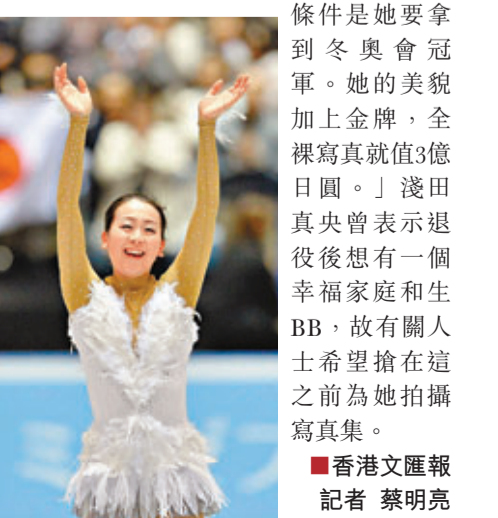 條件是她要拿
到冬奧會冠
軍。她的美貌
加上金牌，全
裸寫真就值3億
日圓。」淺田
真央曾表示退
役後想有一個
幸福家庭和生
BB，故有關人
士希望搶在這
之前為她拍攝
寫真集。
■香港文匯報
記者 蔡明亮